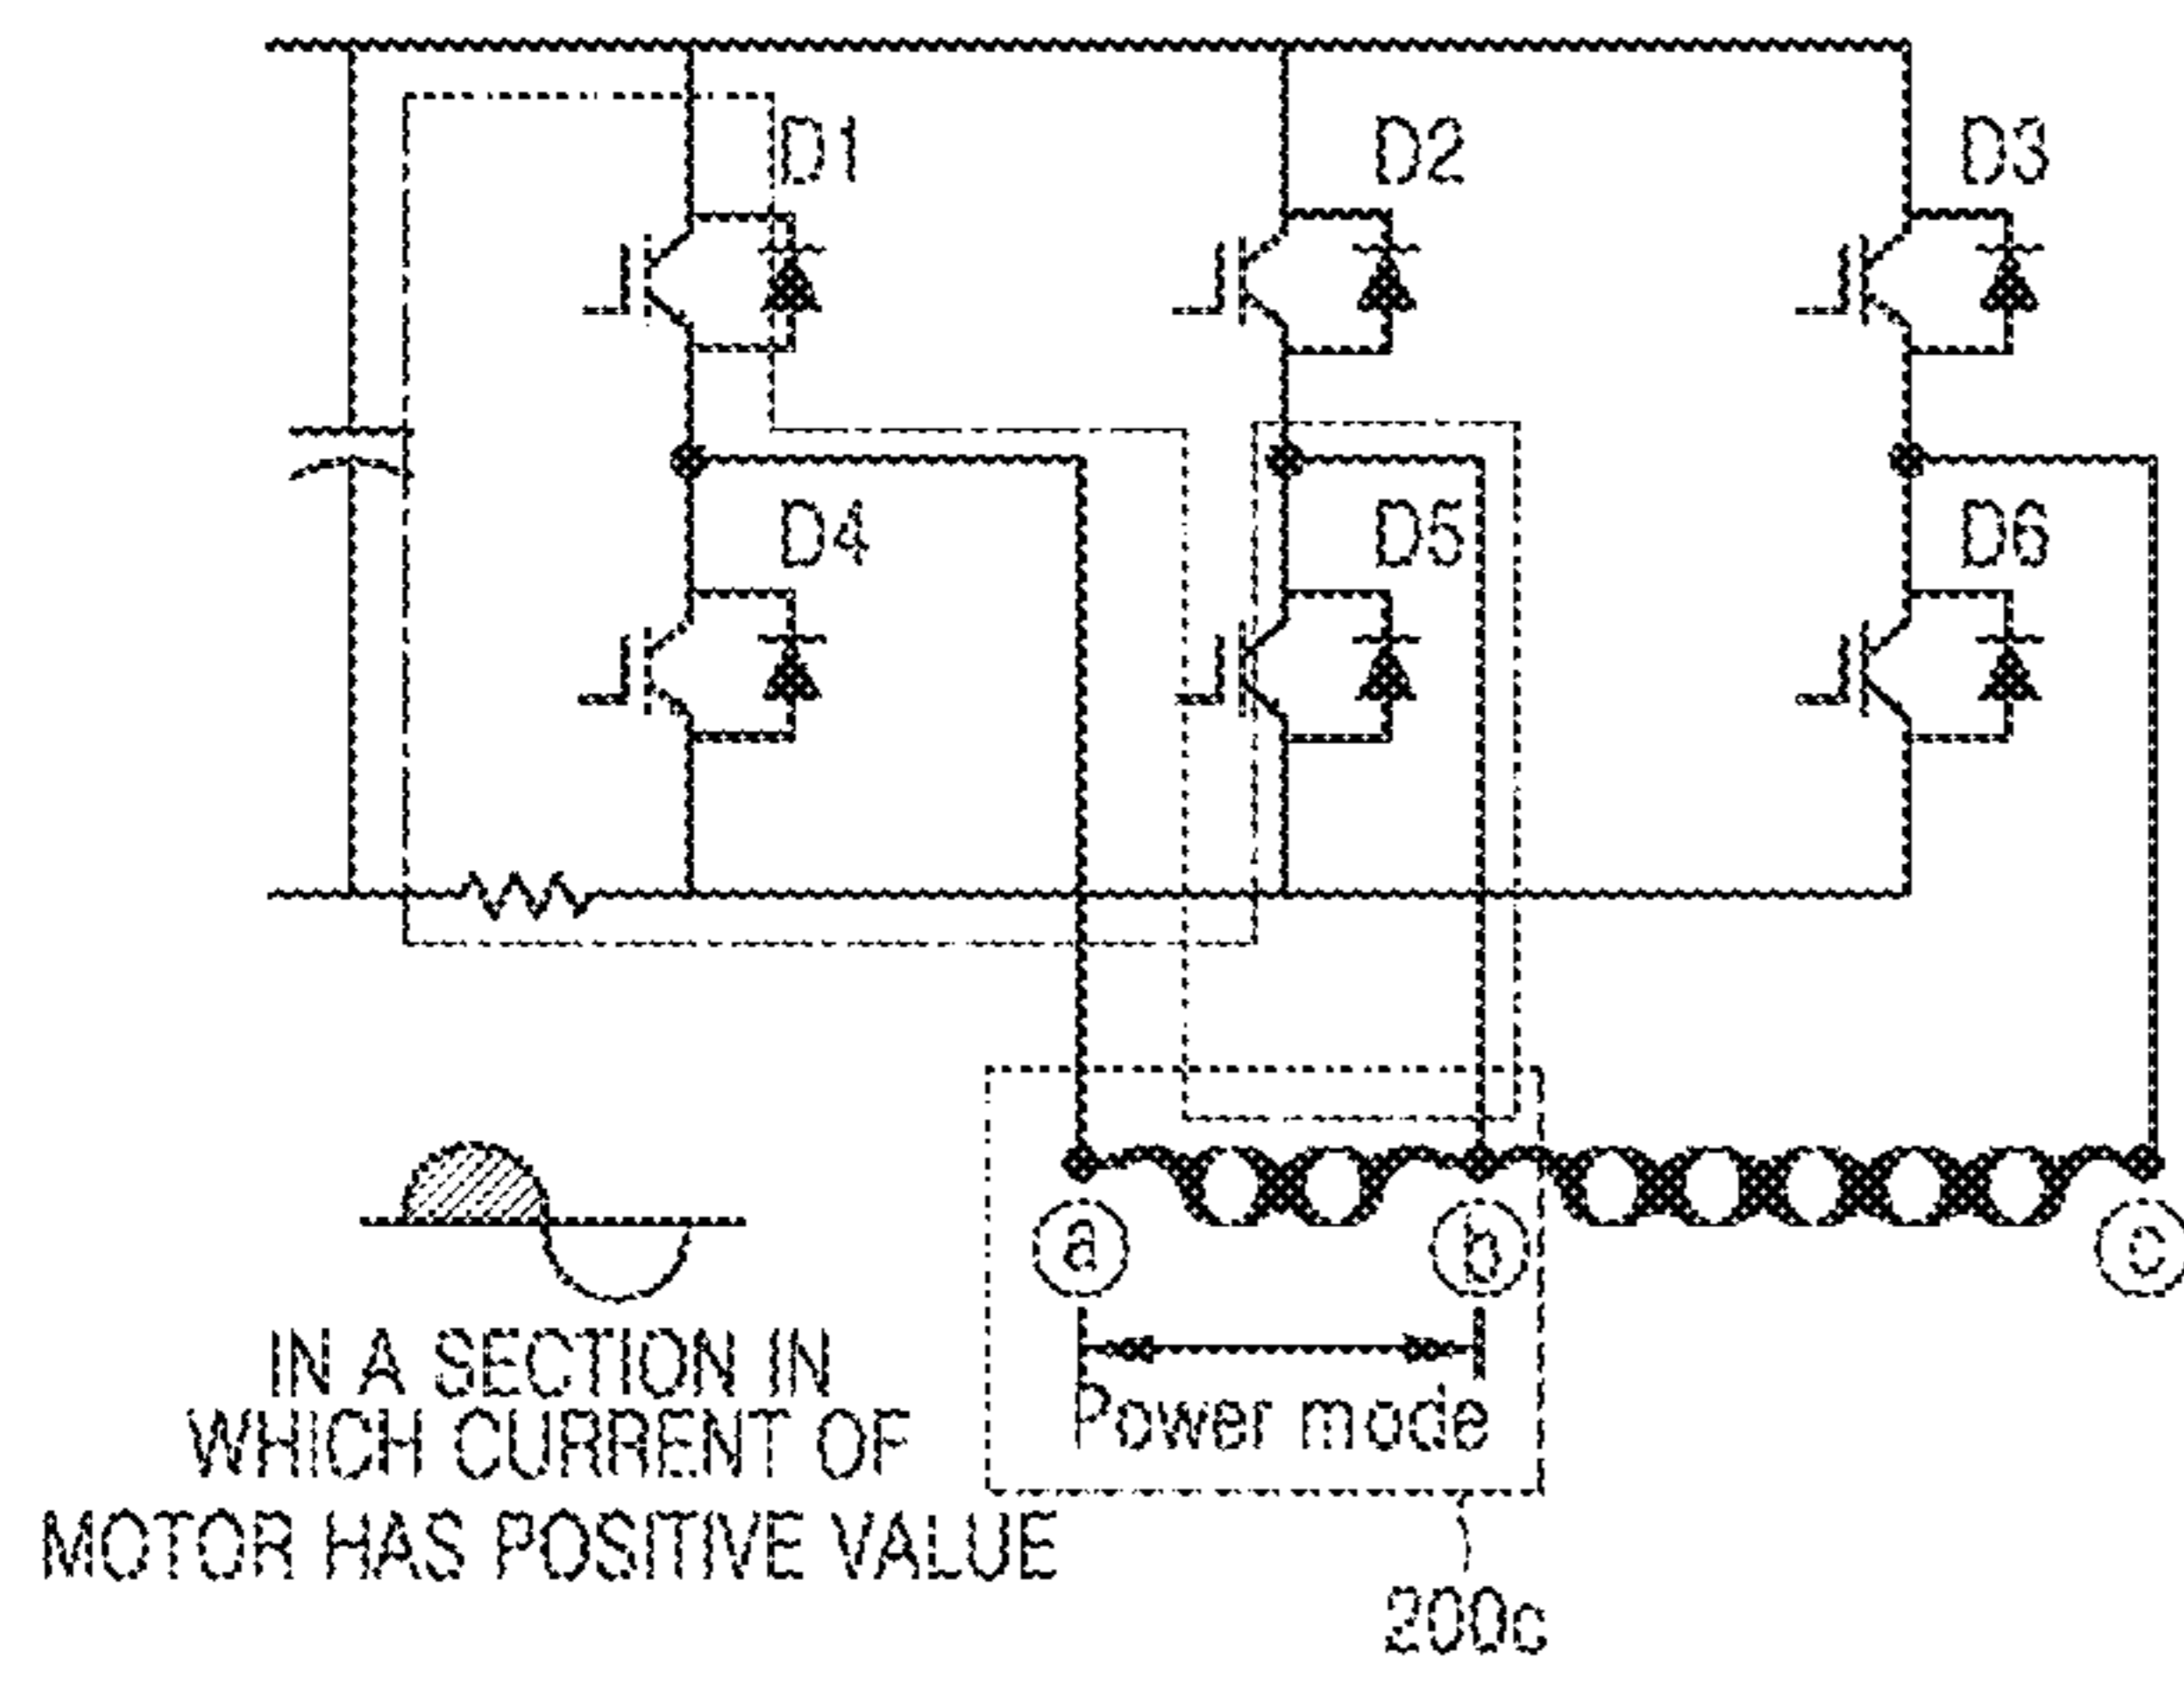 D1 D2 D3
D4 D5 D6
a b c
Power mode
IN A SECTION IN
WHICH CURRENT OF
MOTOR HAS POSITIVE VALUE
200c